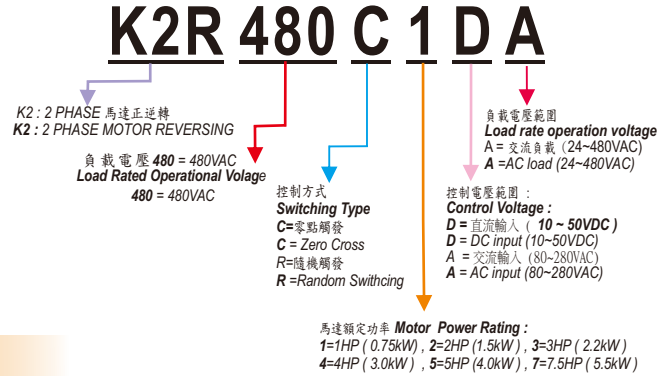 K2R 480 C 1 D A
K2 : 2 PHASE 馬達正逆轉
K2 : 2 PHASE MOTOR REVERSING
負載電壓 480 = 480VAC
Load Rated Operational Volage
480 = 480VAC
控制方式
Switching Type
C=零點觸發
C = Zero Cross
R=隨機觸發
R =Random Swithcing
負載電壓範圍
Load rate operation voltage
A = 交流負載 (24~480VAC)
A =AC load (24~480VAC)
控制電壓範圍 :
Control Voltage :
D = 直流輸入 ( 10 ~ 50VDC )
D = DC input (10~50VDC)
A = 交流輸入 (80~280VAC)
A = AC input (80~280VAC)
馬達額定功率 Motor Power Rating :
1=1HP ( 0.75kW) , 2=2HP (1.5kW ) , 3=3HP ( 2.2kW )
4=4HP ( 3.0kW ) , 5=5HP (4.0kW ) , 7=7.5HP ( 5.5kW )